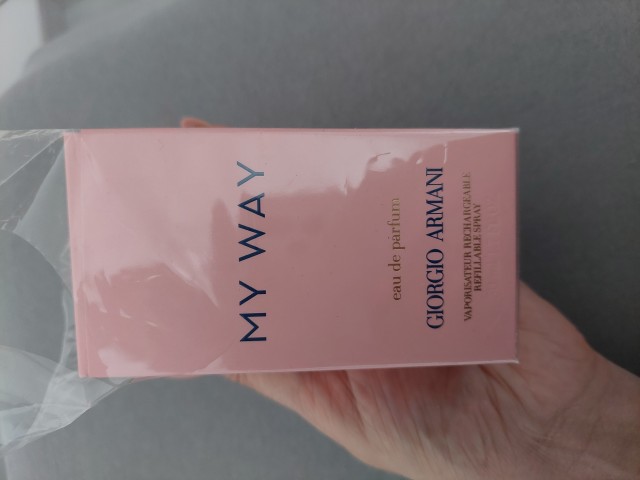 MY WAY
eau de parfum
GIORGIO ARMANI
VAPORISATEUR RECHARGEABLE
REFILLABLE SPRAY